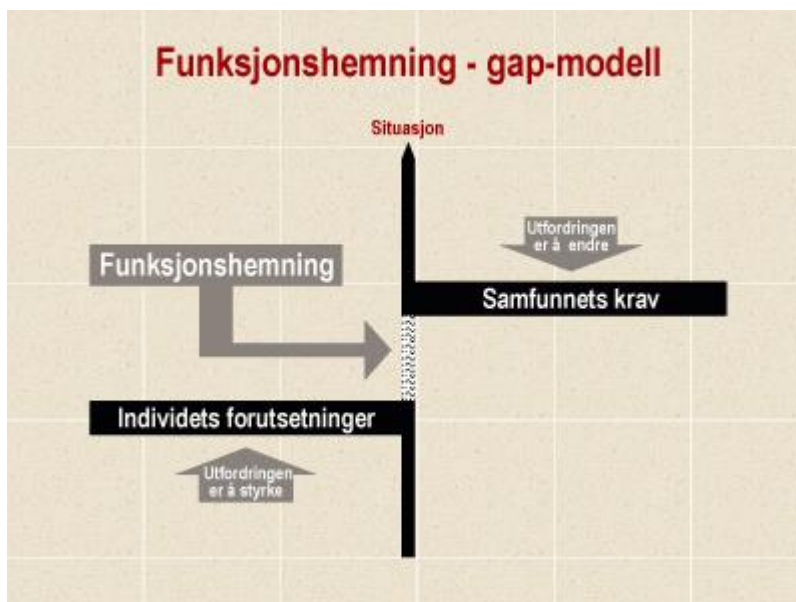 Funksjonshemning - gap-modell
Situasjon
Utfordringen
er å endre
Funksjonshemning
Samfunnets krav
Individets forutsetninger
Utfordringen
er å styrke